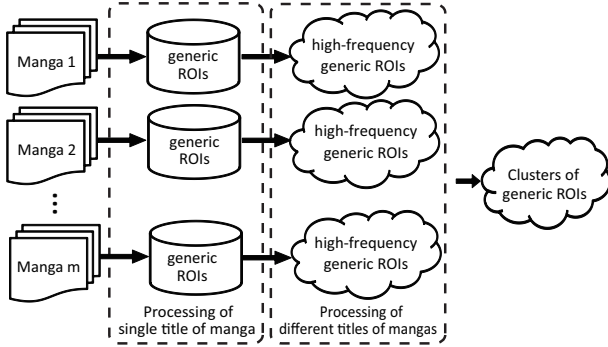 Manga 1
generic
ROIs
high-frequency
generic ROIs
Manga 2
generic
ROIs
high-frequency
generic ROIs
Clusters of
generic ROIs
Manga m
generic
ROIs
high-frequency
generic ROIs
Processing of
single title of manga
Processing of
different titles of mangas